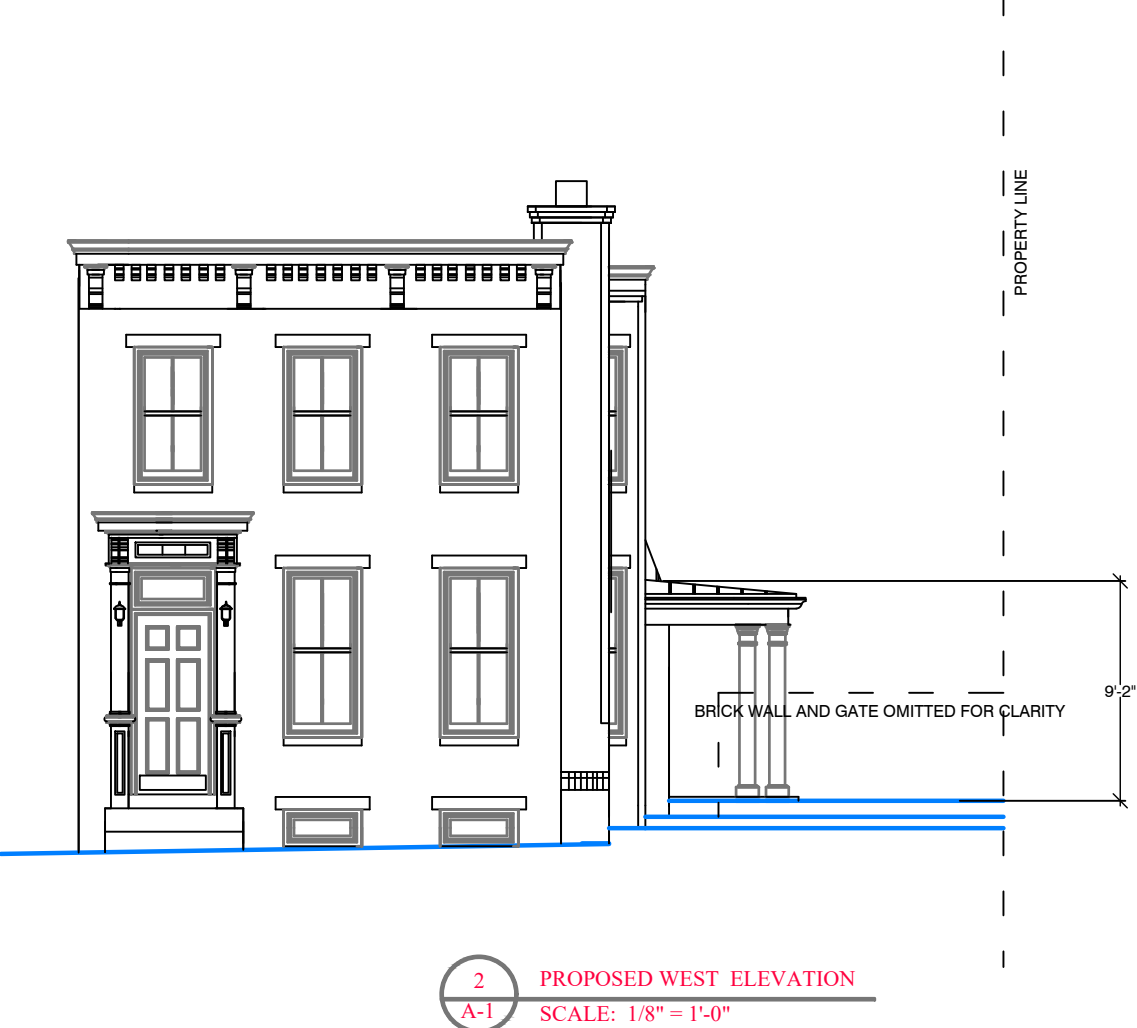 PROPERTY LINE
9'-2"
BRICK WALL AND GATE OMITTED FOR CLARITY
2
PROPOSED WEST ELEVATION
A-1
SCALE: 1/8" = 1'-0"